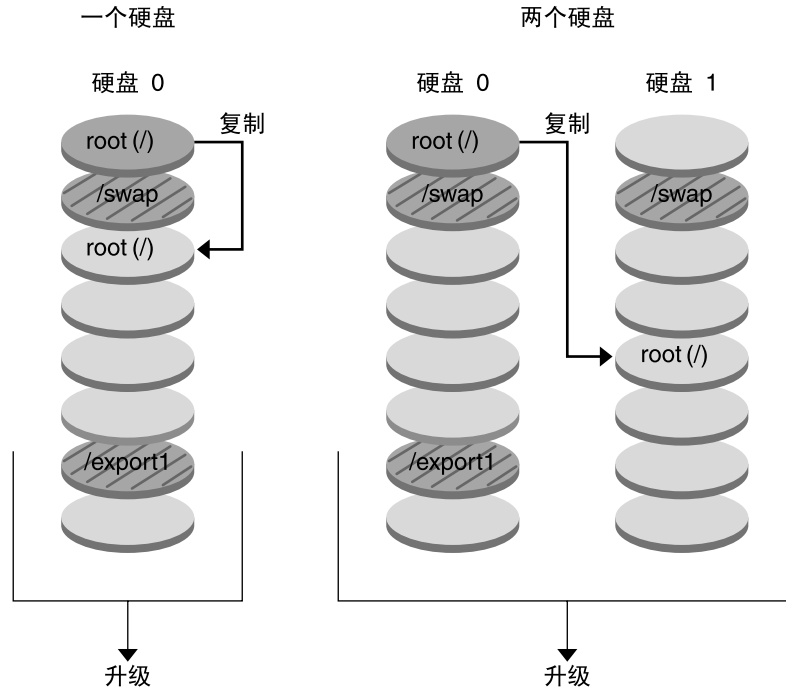 一个硬盘
两个硬盘
硬盘 0
硬盘 0
硬盘 1
root (/)
复制
root (/)
复制
/swap
/swap
/swap
root (/)
root (/)
/export1
/export1
升级
升级